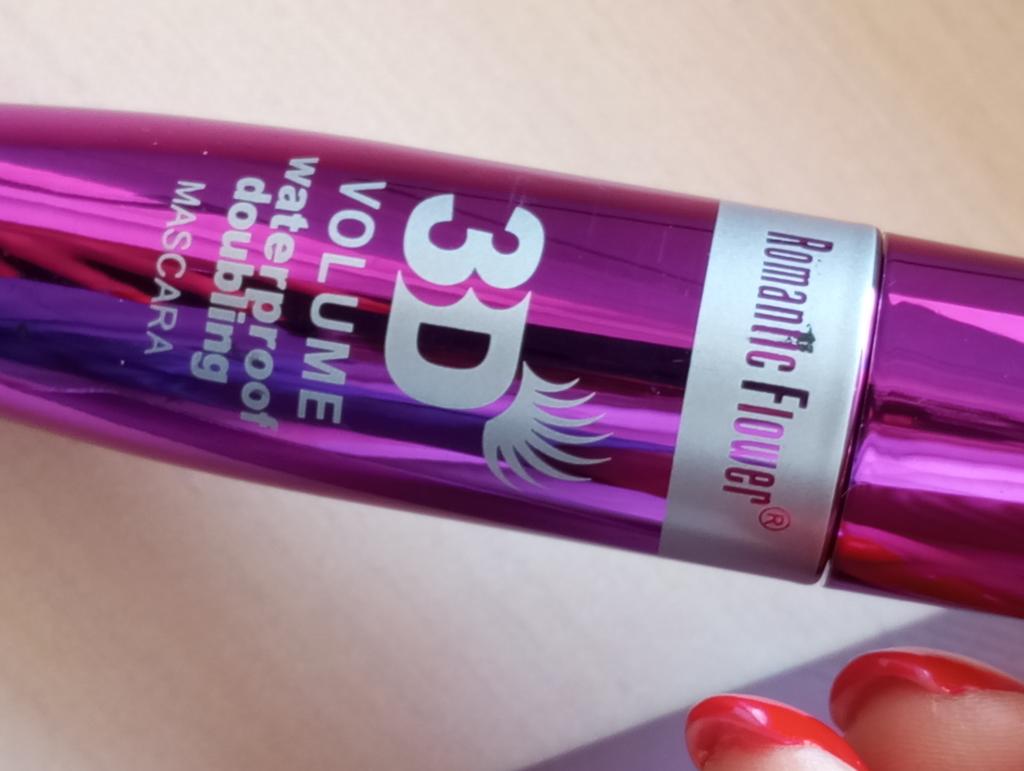 Romantic Flower®
3D
VOLUME
waterproof
doubling
MASCARA